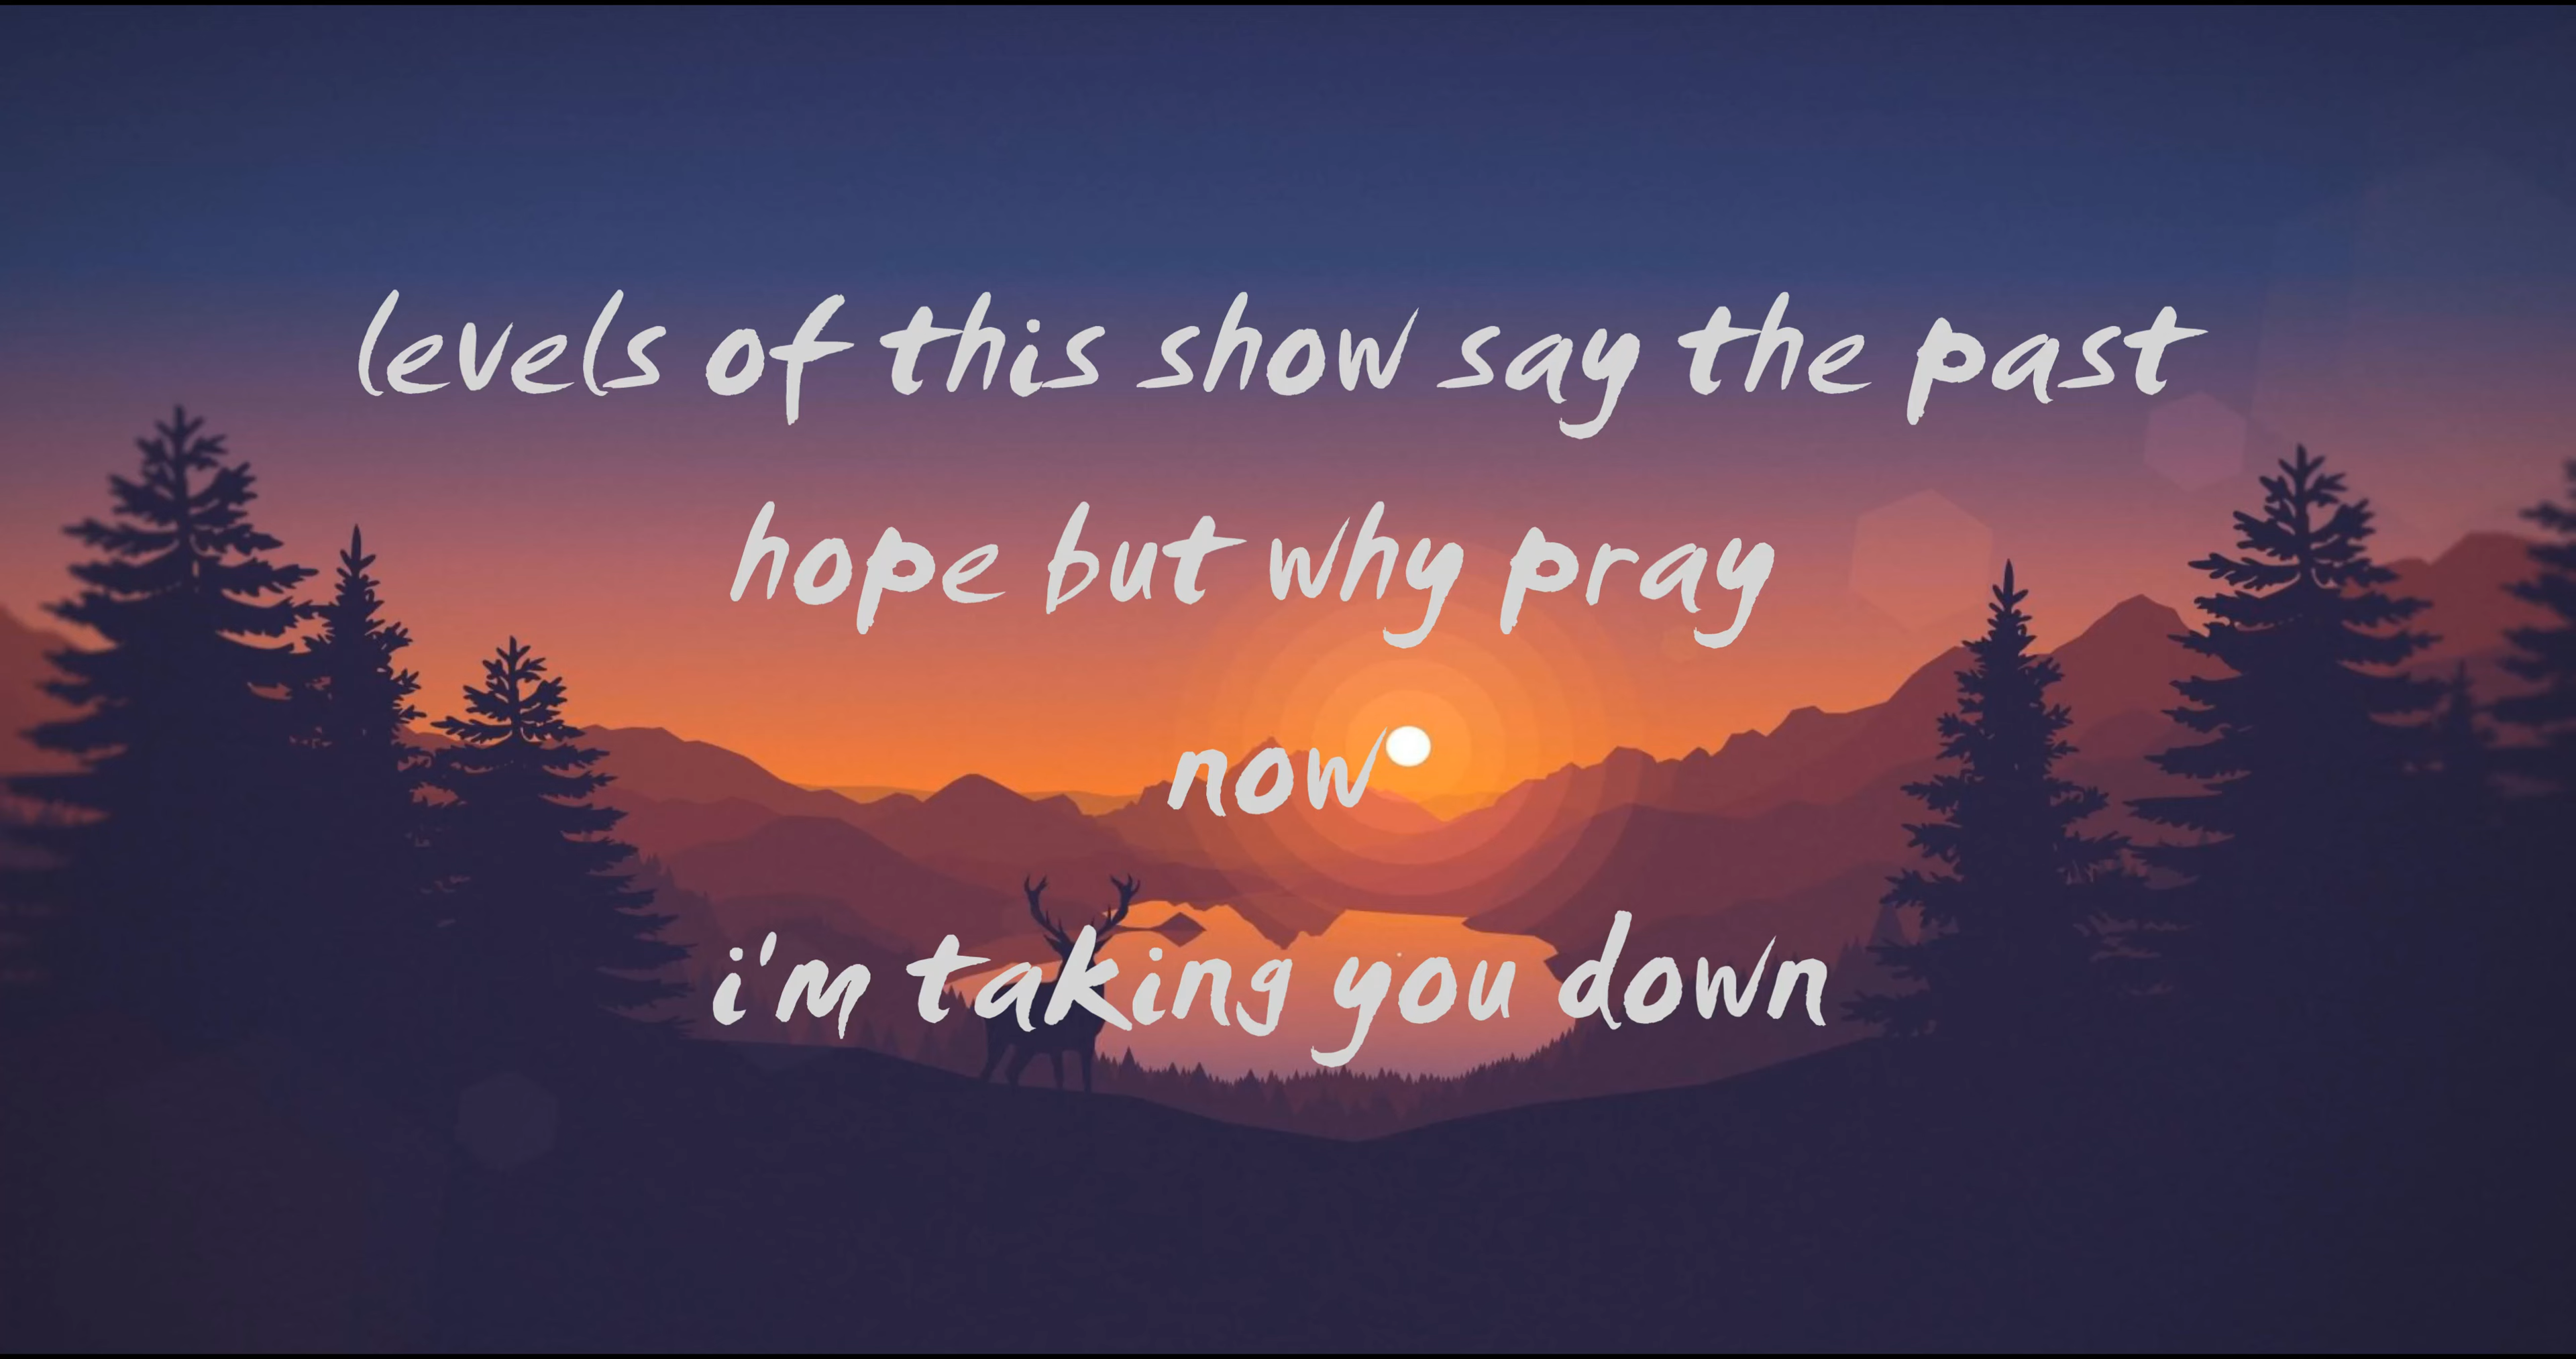 levels of this show say the past
hope but why pray
now
i'm taking you down